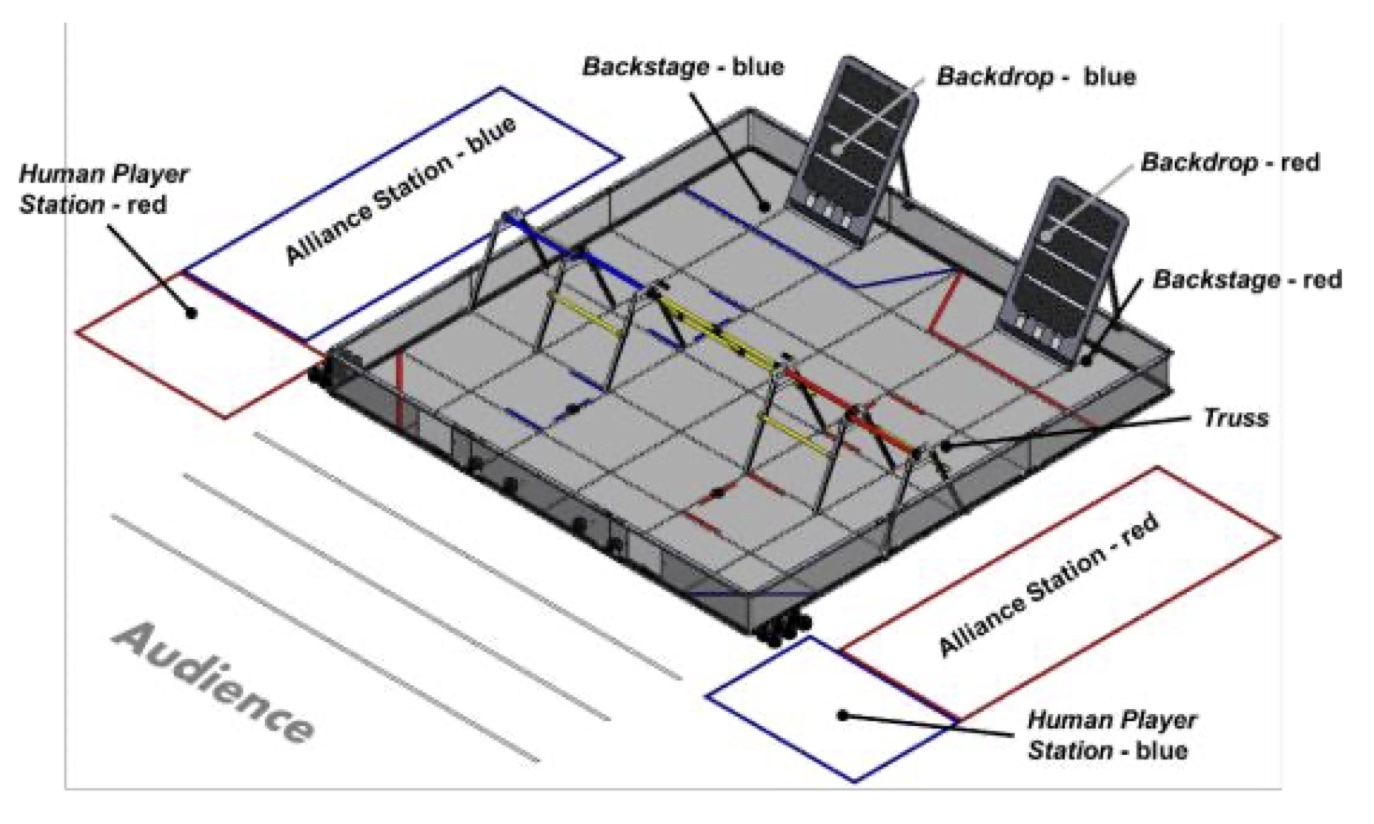 Backstage - blue
Backdrop - blue
Alliance Station - blue
Human Player
Station - red
Backdrop - red
Backstage - red
Truss
Alliance Station - red
Audience
Human Player
Station - blue